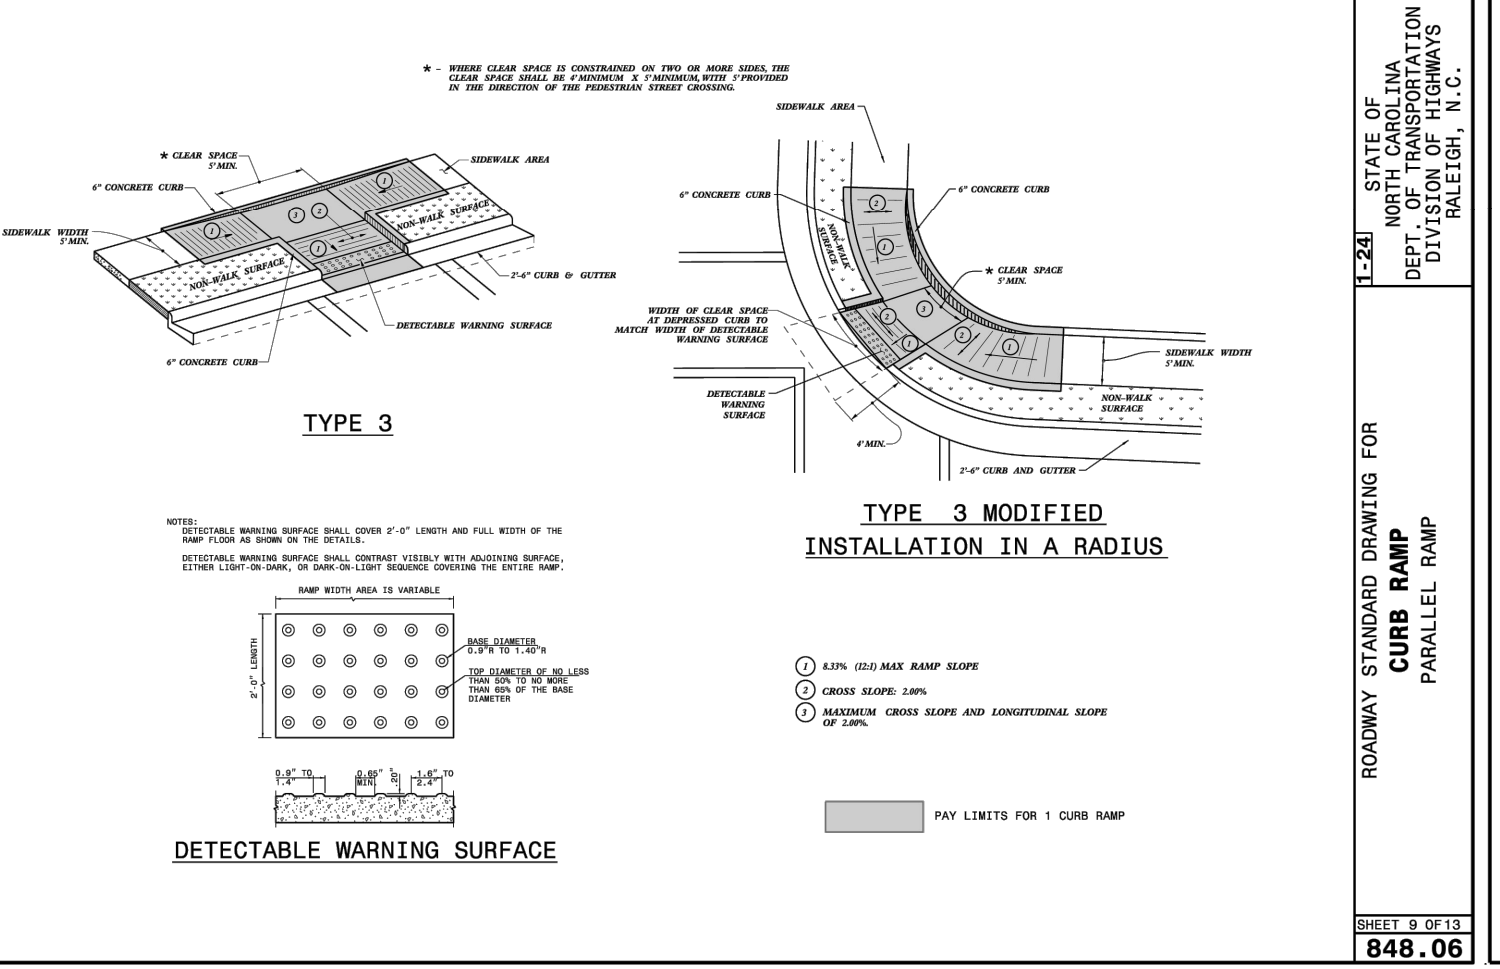 * – WHERE CLEAR SPACE IS CONSTRAINED ON TWO OR MORE SIDES, THE
CLEAR SPACE SHALL BE 4' MINIMUM X 5' MINIMUM, WITH 5' PROVIDED
IN THE DIRECTION OF THE PEDESTRIAN STREET CROSSING.
* CLEAR SPACE
5' MIN.
SIDEWALK AREA
6" CONCRETE CURB
SIDEWALK WIDTH
5' MIN.
1
3
2
1
1
NON-WALK SURFACE
NON-WALK SURFACE
2'-6" CURB & GUTTER
DETECTABLE WARNING SURFACE
6" CONCRETE CURB
TYPE 3
SIDEWALK AREA
6" CONCRETE CURB
6" CONCRETE CURB
NON-WALK
SURFACE
2
1
3
2
1
2
1
* CLEAR SPACE
5' MIN.
WIDTH OF CLEAR SPACE
AT DEPRESSED CURB TO
MATCH WIDTH OF DETECTABLE
WARNING SURFACE
SIDEWALK WIDTH
5' MIN.
DETECTABLE
WARNING
SURFACE
NON-WALK
SURFACE
4' MIN.
2'-6" CURB AND GUTTER
TYPE 3 MODIFIED
INSTALLATION IN A RADIUS
NOTES:
DETECTABLE WARNING SURFACE SHALL COVER 2'-0" LENGTH AND FULL WIDTH OF THE
RAMP FLOOR AS SHOWN ON THE DETAILS.
DETECTABLE WARNING SURFACE SHALL CONTRAST VISIBLY WITH ADJOINING SURFACE,
EITHER LIGHT-ON-DARK, OR DARK-ON-LIGHT SEQUENCE COVERING THE ENTIRE RAMP.
RAMP WIDTH AREA IS VARIABLE
2'-0" LENGTH
BASE DIAMETER
0.9"R TO 1.40"R
TOP DIAMETER OF NO LESS
THAN 50% TO NO MORE
THAN 65% OF THE BASE
DIAMETER
0.9" TO
1.4"
0.65"
MIN.
.20"
1.6" TO
2.4"
DETECTABLE WARNING SURFACE
1 8.33% (12:1) MAX RAMP SLOPE
2 CROSS SLOPE: 2.00%
3 MAXIMUM CROSS SLOPE AND LONGITUDINAL SLOPE
OF 2.00%.
PAY LIMITS FOR 1 CURB RAMP
1-24
STATE OF
NORTH CAROLINA
DEPT. OF TRANSPORTATION
DIVISION OF HIGHWAYS
RALEIGH, N.C.
ROADWAY STANDARD DRAWING FOR
CURB RAMP
PARALLEL RAMP
SHEET 9 OF 13
848.06